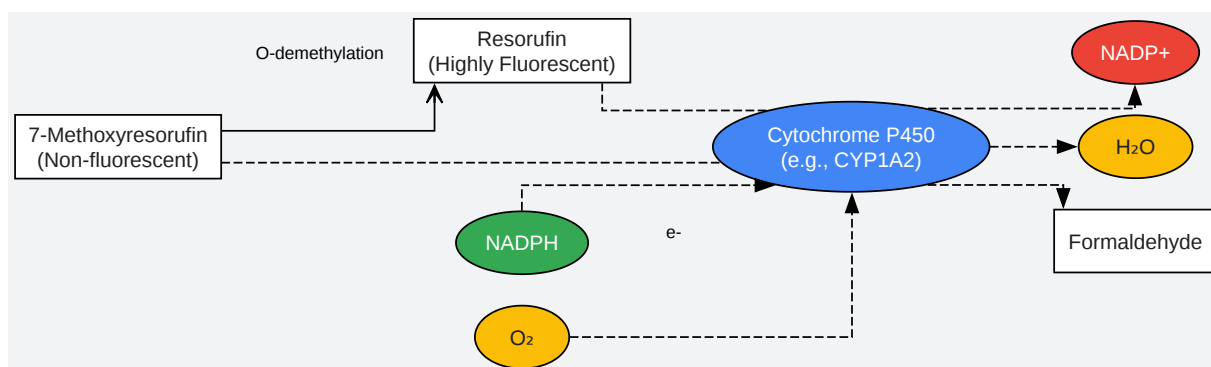 O-demethylation
Resorufin
(Highly Fluorescent)
NADP+
7-Methoxyresorufin
(Non-fluorescent)
Cytochrome P450
(e.g., CYP1A2)
H₂O
NADPH
e-
Formaldehyde
O₂